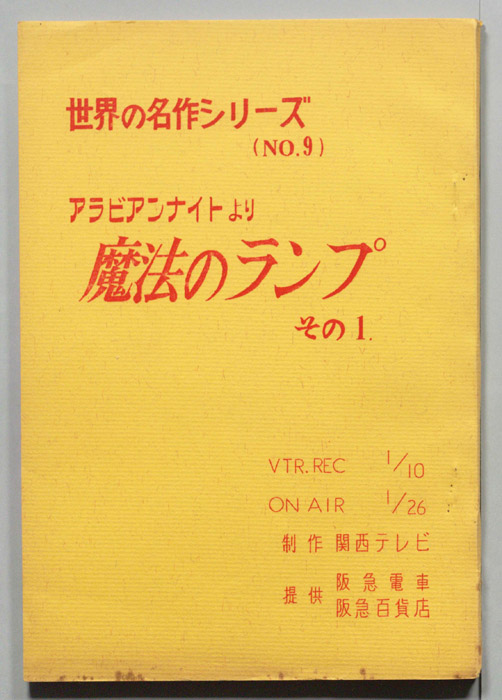 世界の名作シリーズ
(NO.9)
アラビアンナイトより
魔法のランプ
その1.
VTR.REC 1/10
ON AIR 1/26
制作 関西テレビ
提供 阪急電車
阪急百貨店